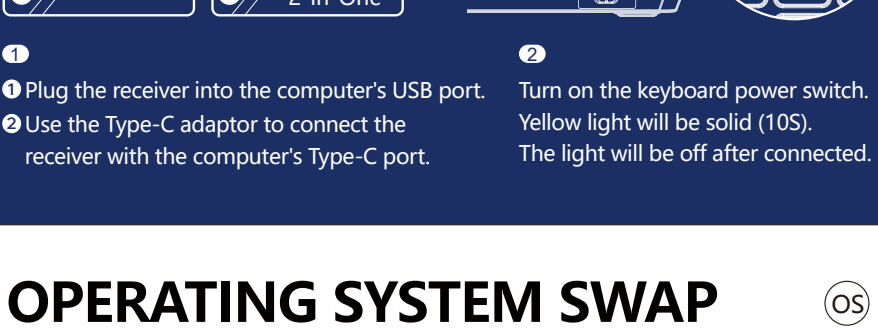 2 in One
1
1 Plug the receiver into the computer's USB port.
2 Use the Type-C adaptor to connect the
receiver with the computer's Type-C port.
2
Turn on the keyboard power switch.
Yellow light will be solid (10S).
The light will be off after connected.
OPERATING SYSTEM SWAP
OS